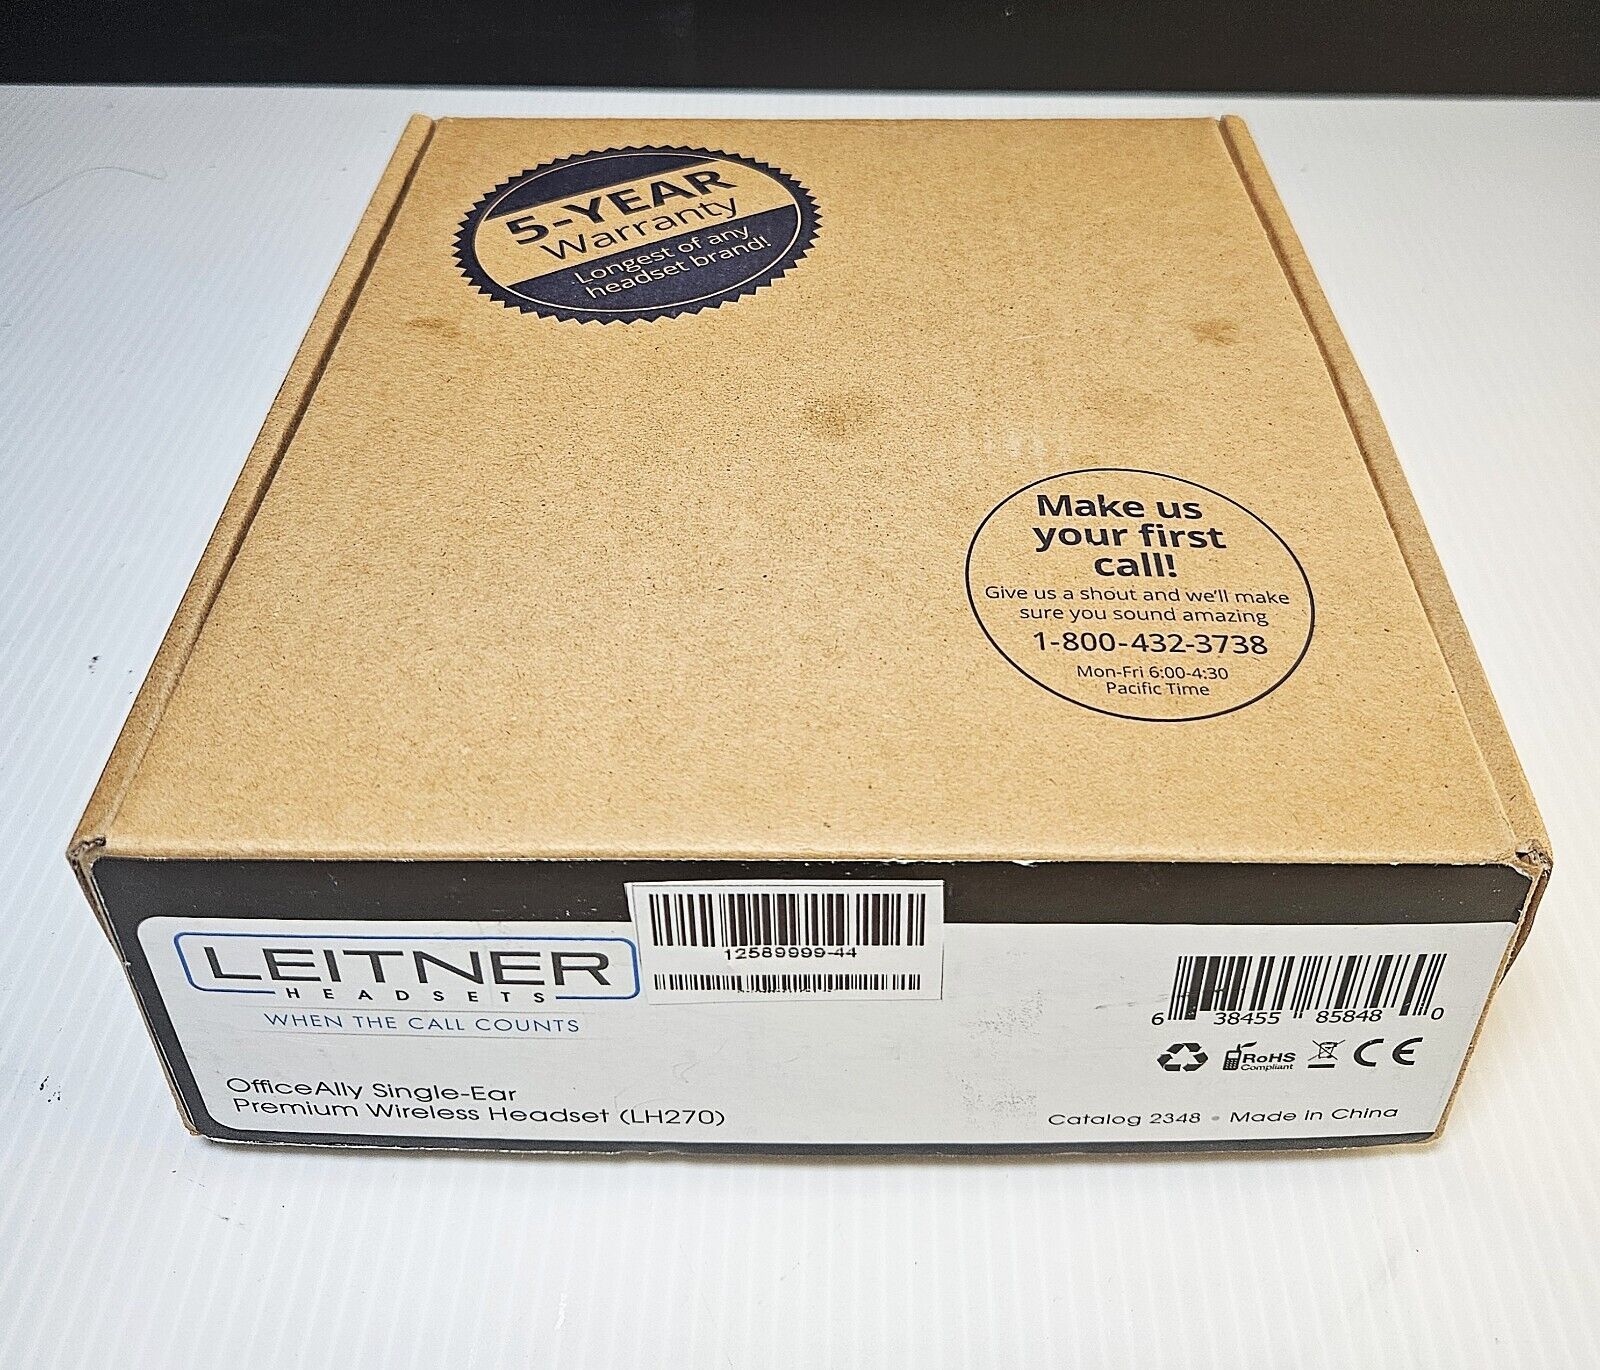 5-YEAR
Warranty
Longest of any
headset brand!
Make us
your first
call!
Give us a shout and we'll make
sure you sound amazing
1-800-432-3738
Mon-Fri 6:00-4:30
Pacific Time
LEITNER
HEADSETS
WHEN THE CALL COUNTS
12589999-44
OfficeAlly Single-Ear
Premium Wireless Headset (LH270)
6 38455 85848 0
RoHS
Compliant
CE
Catalog 2348 • Made in China